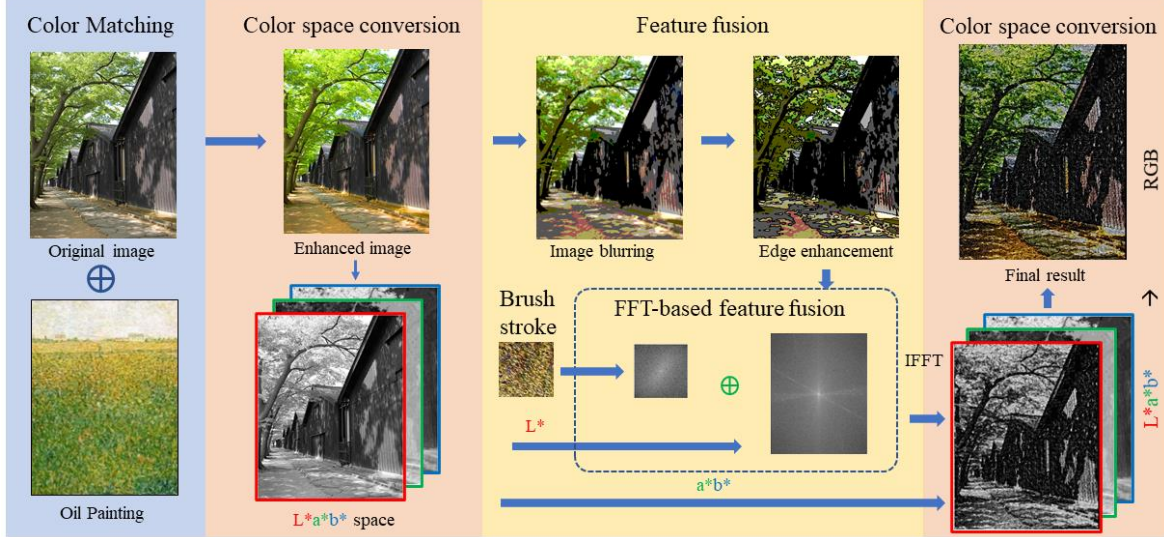 Color Matching
Color space conversion
Feature fusion
Color space conversion
Original image
Enhanced image
Image blurring
Edge enhancement
Final result
RGB
Brush
stroke
FFT-based feature fusion
IFFT
L*
a*b*
L*a*b*
Oil Painting
L*a*b* space